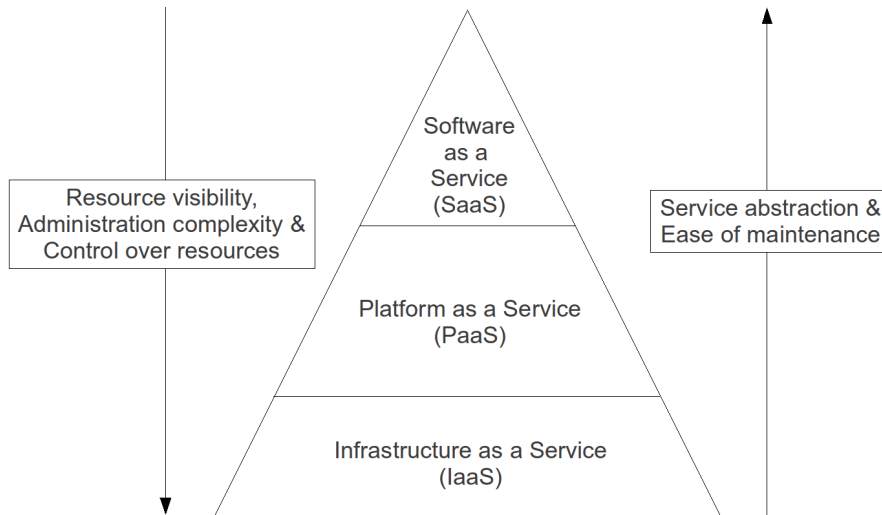 Software
as a
Service
(SaaS)
Resource visibility,
Administration complexity &
Control over resources
Service abstraction &
Ease of maintenance
Platform as a Service
(PaaS)
Infrastructure as a Service
(IaaS)